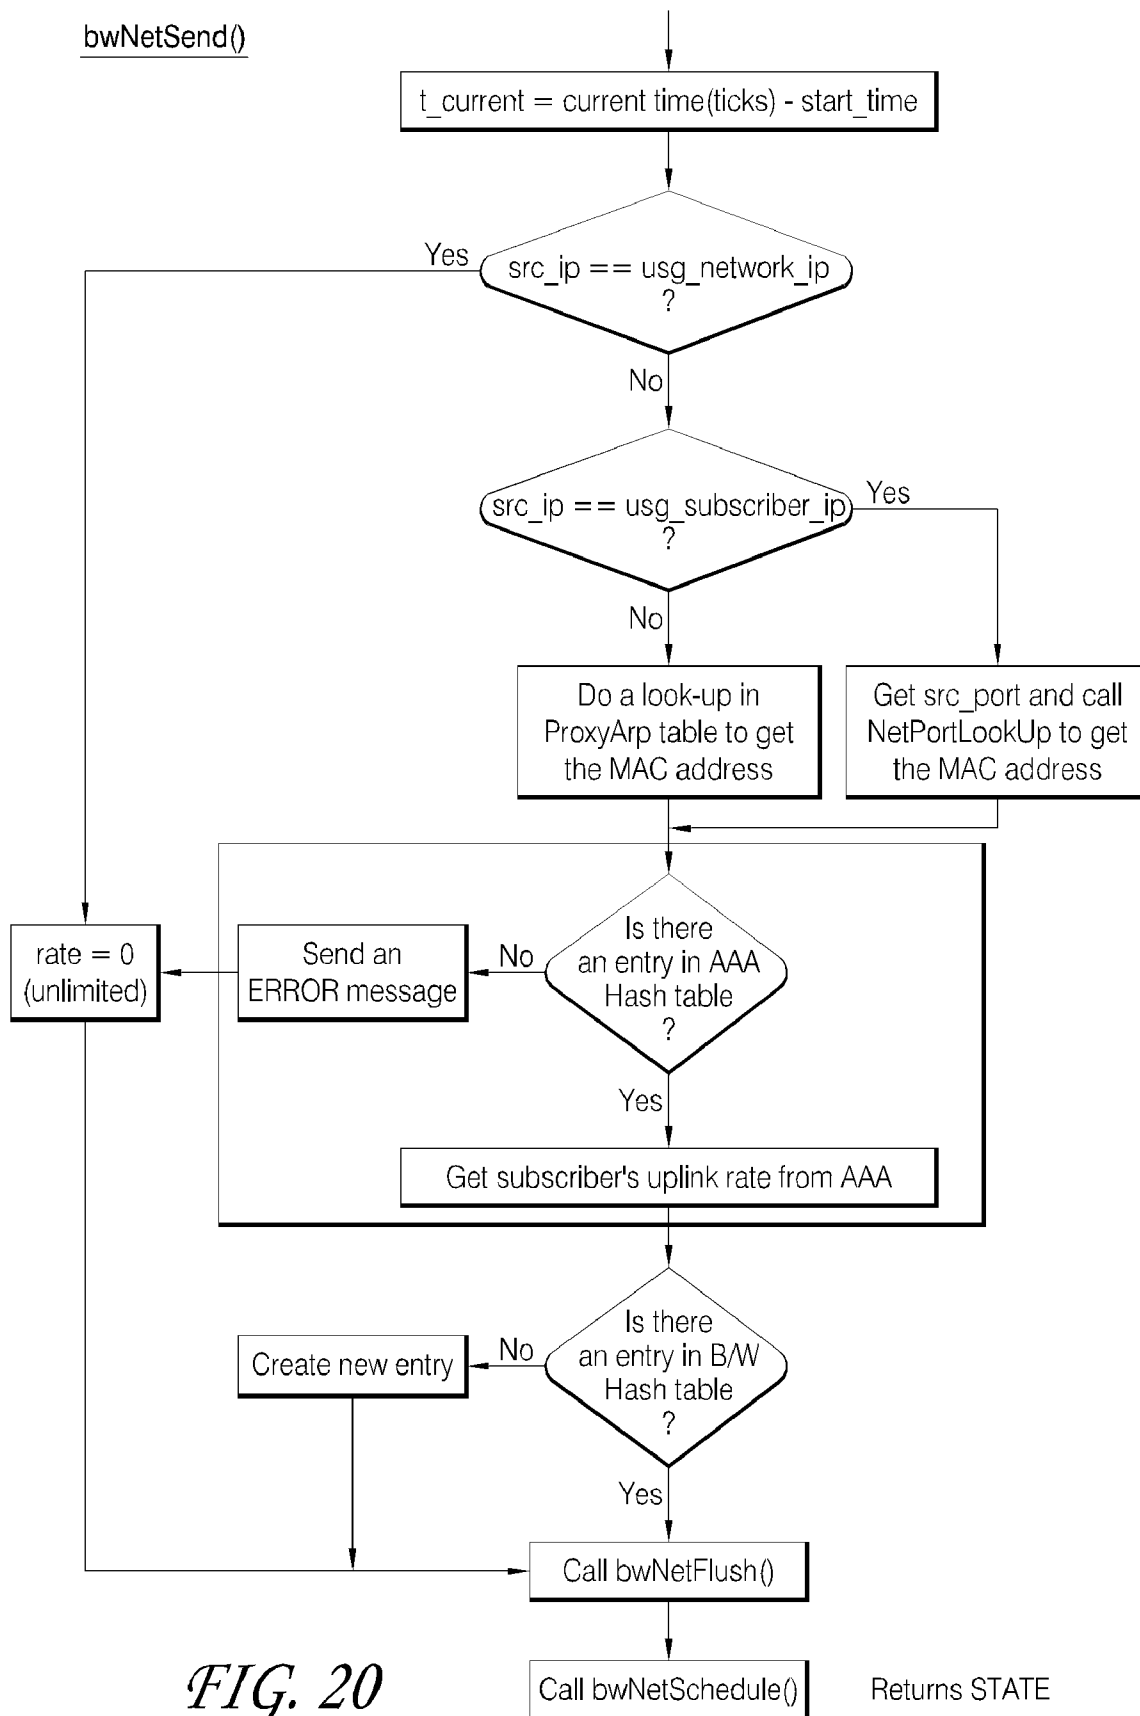 bwNetSend()
t_current = current time(ticks) - start_time
Yes
src_ip == usg_network_ip
?
No
src_ip == usg_subscriber_ip
?
Yes
No
Do a look-up in
ProxyArp table to get
the MAC address
Get src_port and call
NetPortLookUp to get
the MAC address
rate = 0
(unlimited)
Send an
ERROR message
No
Is there
an entry in AAA
Hash table
?
Yes
Get subscriber's uplink rate from AAA
Create new entry
No
Is there
an entry in B/W
Hash table
?
Yes
Call bwNetFlush()
Call bwNetSchedule()
Returns STATE
FIG. 20